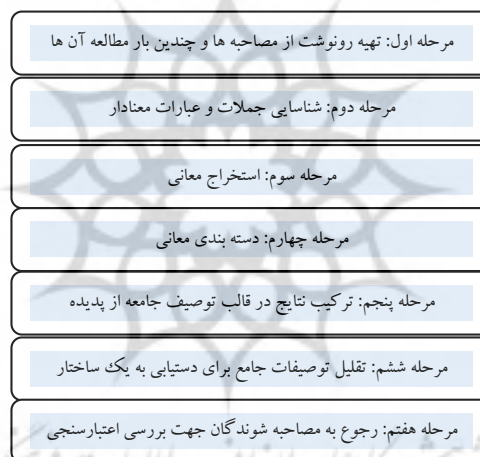 مرحله اول: تهیه رونوشت از مصاحبه ها و چندین بار مطالعه آن ها
مرحله دوم: شناسایی جملات و عبارات معنادار
مرحله سوم: استخراج معانی
مرحله چهارم: دسته بندی معانی
مرحله پنجم: ترکیب نتایج در قالب توصیف جامعه از پدیده
مرحله ششم: تقلیل توصیفات جامع برای دستیابی به یک ساختار
مرحله هفتم: رجوع به مصاحبه شوندگان جهت بررسی اعتبارسنجی